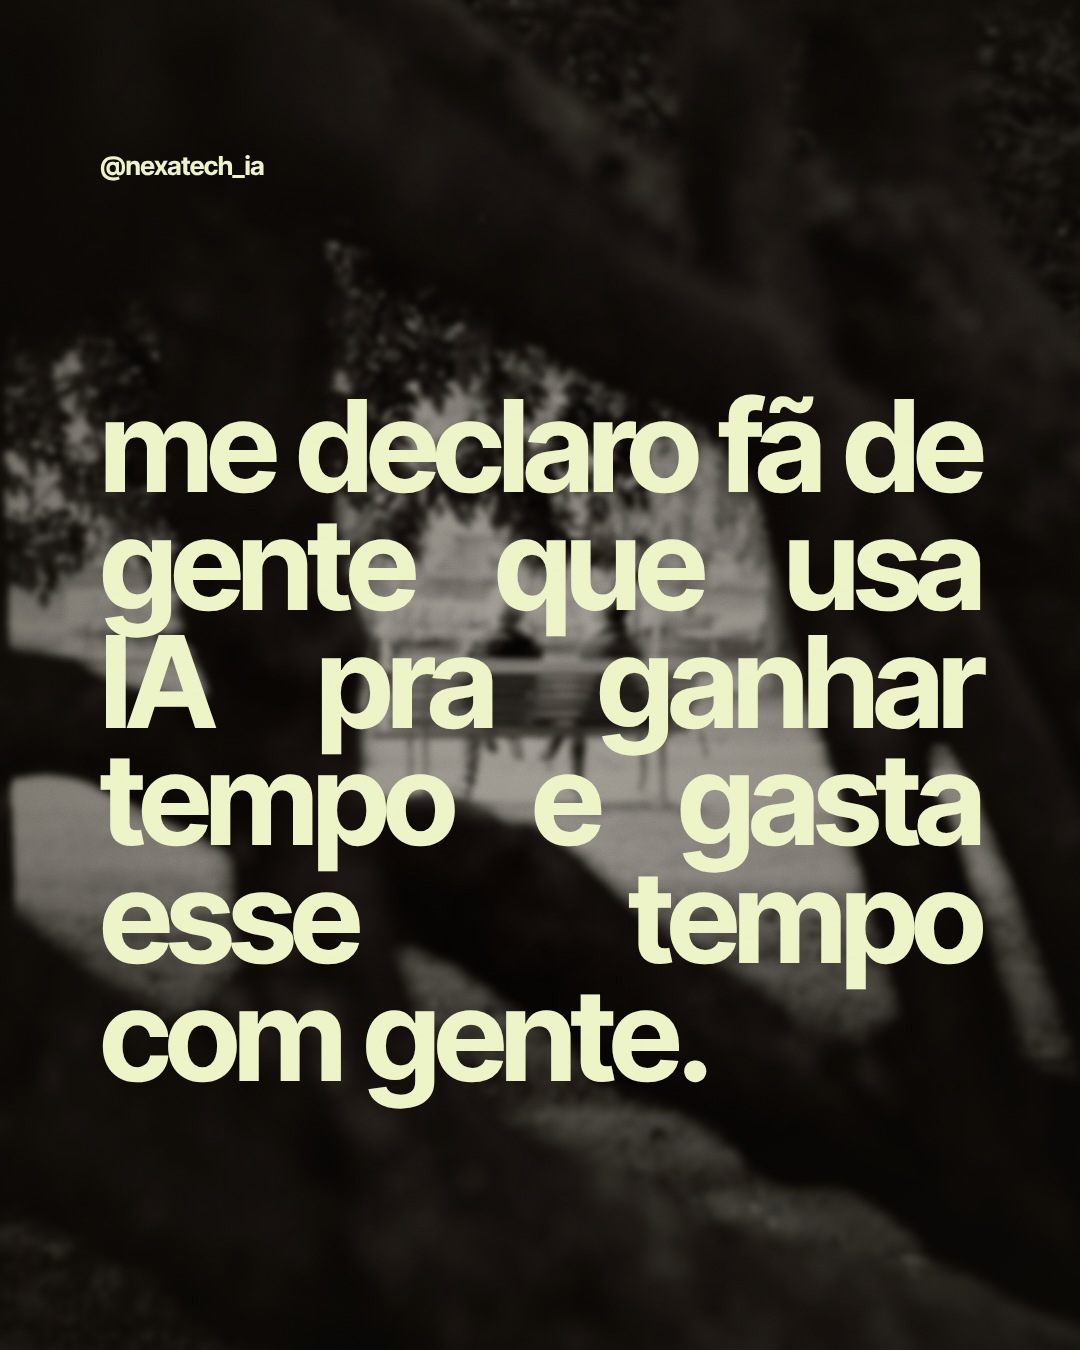 @nexatech_ia
me declaro fã de
gente que usa
IA pra ganhar
tempo e gasta
esse tempo
com gente.